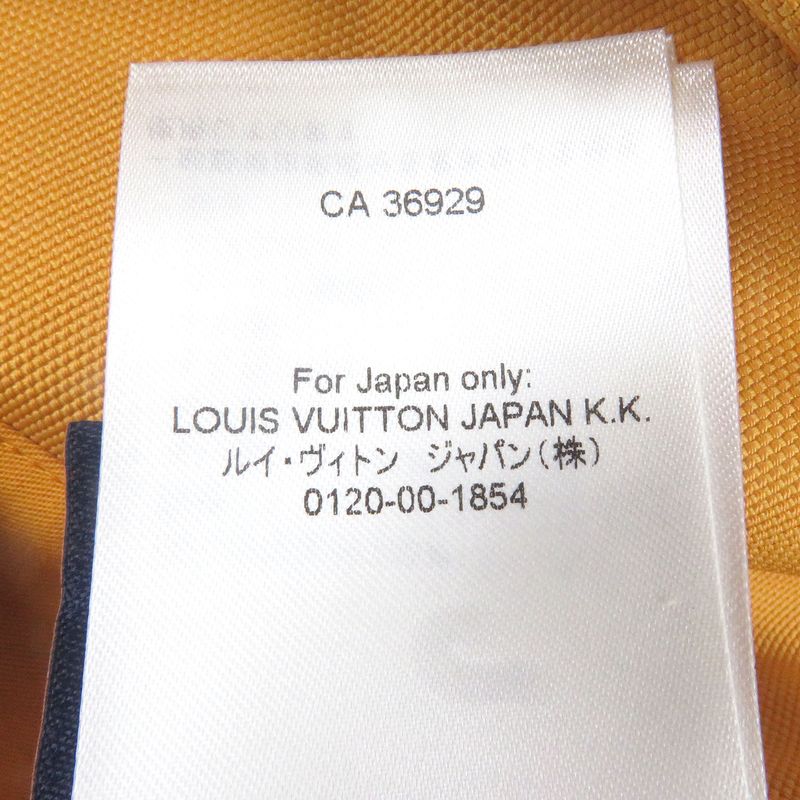 CA 36929
For Japan only:
LOUIS VUITTON JAPAN K.K.
ルイ・ヴィトン ジャパン(株)
0120-00-1854